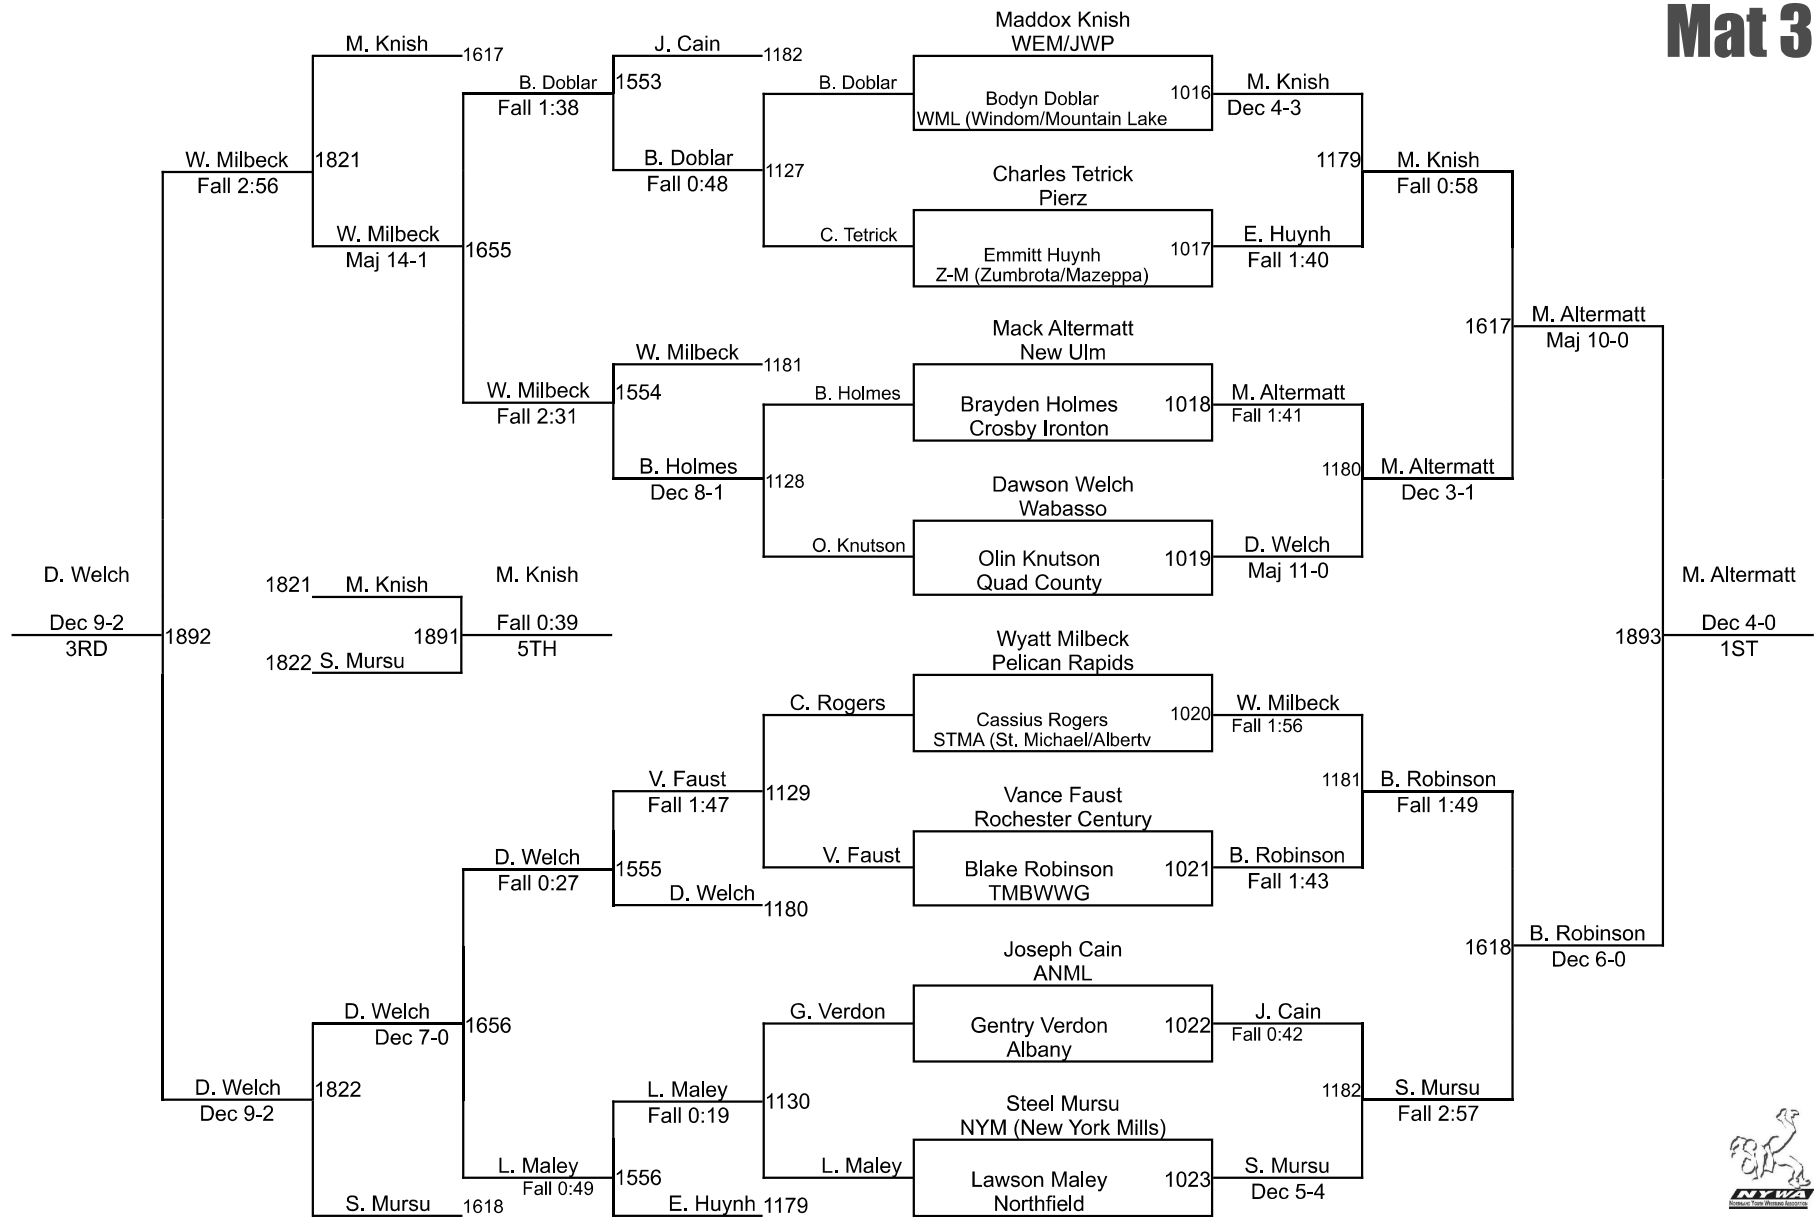 Mat 3
M. Knish
1617
J. Cain
1182
Maddox Knish
WEM/JWP
B. Doblar
Fall 1:38
1553
B. Doblar
Bodyn Doblar
WML (Windom/Mountain Lake
1016
M. Knish
Dec 4-3
W. Milbeck
Fall 2:56
1821
B. Doblar
Fall 0:48
1127
Charles Tetrick
Pierz
1179
M. Knish
Fall 0:58
W. Milbeck
Maj 14-1
1655
C. Tetrick
Emmitt Huynh
Z-M (Zumbrota/Mazeppa)
1017
E. Huynh
Fall 1:40
1617
M. Altermatt
Maj 10-0
W. Milbeck
1181
Mack Altermatt
New Ulm
W. Milbeck
Fall 2:31
1554
B. Holmes
Brayden Holmes
Crosby Ironton
1018
M. Altermatt
Fall 1:41
B. Holmes
Dec 8-1
1128
Dawson Welch
Wabasso
1180
M. Altermatt
Dec 3-1
O. Knutson
Olin Knutson
Quad County
1019
D. Welch
Maj 11-0
D. Welch
Dec 9-2
3RD
1892
1821
M. Knish
1822
S. Mursu
1891
M. Knish
Fall 0:39
5TH
1893
M. Altermatt
Dec 4-0
1ST
Wyatt Milbeck
Pelican Rapids
C. Rogers
Cassius Rogers
STMA (St. Michael/Albertv
1020
W. Milbeck
Fall 1:56
V. Faust
Fall 1:47
1129
Vance Faust
Rochester Century
1181
B. Robinson
Fall 1:49
D. Welch
Fall 0:27
1555
V. Faust
Blake Robinson
TMBWWG
1021
B. Robinson
Fall 1:43
D. Welch
1180
1618
B. Robinson
Dec 6-0
Joseph Cain
ANML
D. Welch
Dec 7-0
1656
G. Verdon
Gentry Verdon
Albany
1022
J. Cain
Fall 0:42
D. Welch
Dec 9-2
1822
L. Maley
Fall 0:19
1130
Steel Mursu
NYM (New York Mills)
1182
S. Mursu
Fall 2:57
L. Maley
Fall 0:49
1556
L. Maley
Lawson Maley
Northfield
1023
S. Mursu
Dec 5-4
S. Mursu
1618
E. Huynh
1179
NYWA